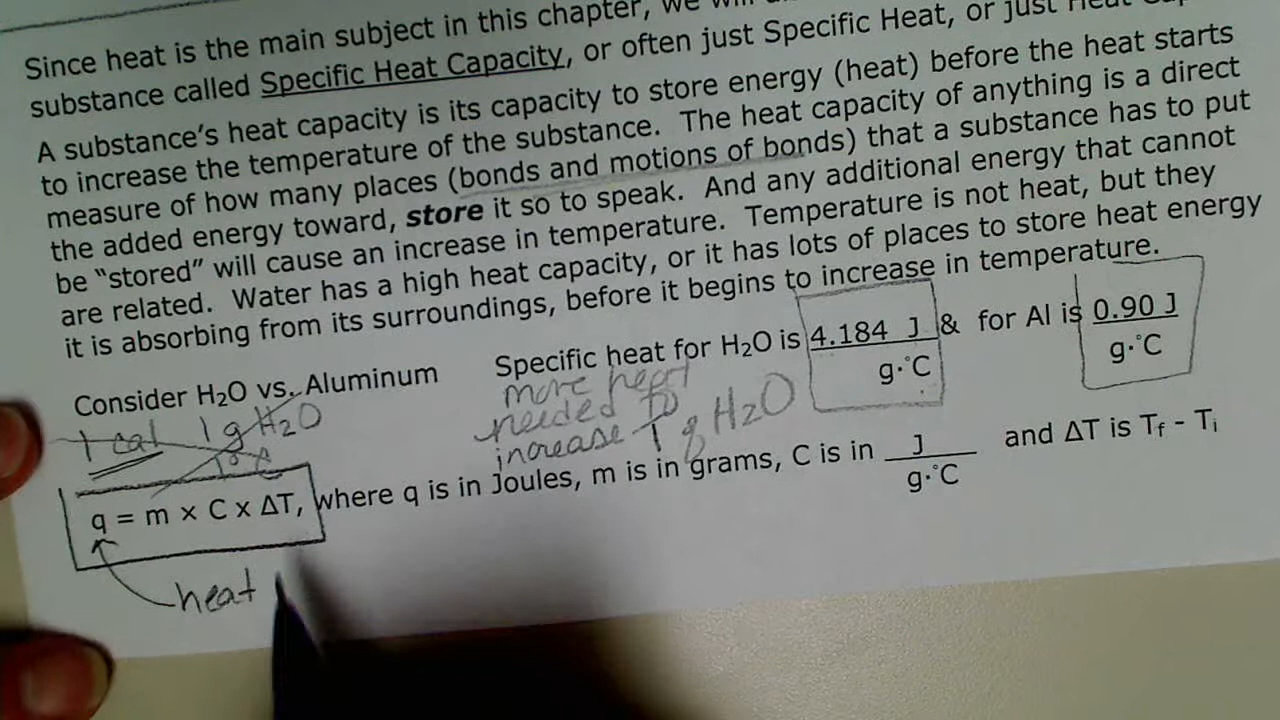 Since heat is the main subject in this chapter, we will
substance called Specific Heat Capacity, or often just Specific Heat, or just Heat
A substance's heat capacity is its capacity to store energy (heat) before the heat starts
to increase the temperature of the substance. The heat capacity of anything is a direct
measure of how many places (bonds and motions of bonds) that a substance has to put
the added energy toward, store it so to speak. And any additional energy that cannot
be “stored” will cause an increase in temperature. Temperature is not heat, but they
are related. Water has a high heat capacity, or it has lots of places to store heat energy
it is absorbing from its surroundings, before it begins to increase in temperature.
Consider H₂O vs. Aluminum Specific heat for H₂O is 4.184 J & for Al is 0.90 J
g·°C g·°C
more heat
1 cal 1 g H₂O needed to
1°C increase 1 g H₂O
q = m x C x ΔT, where q is in Joules, m is in grams, C is in J and ΔT is Tf - Ti
g·°C
heat